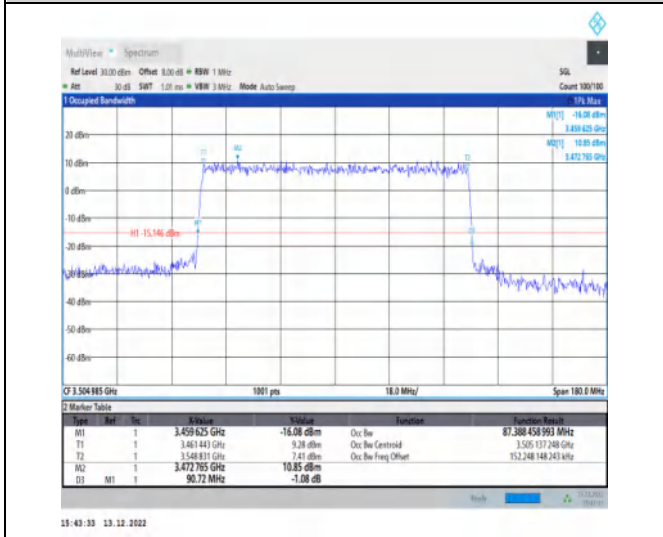 MultiView Spectrum
Ref Level 30.00 dBm Offset 8.00 dB RBW 1 MHz SGL
Att 30 dB SWT 1.01 ms VBW 3 MHz Mode Auto Sweep Count 100/100
1 Occupied Bandwidth 1Pk Max
M1[1] -16.08 dBm
3.459 625 GHz
M2[1] 10.85 dBm
3.472 765 GHz
20 dBm
T1 M2 T2
10 dBm
0 dBm
-10 dBm
M1
H1 -15.146 dBm D3
-20 dBm
-30 dBm
-40 dBm
-50 dBm
-60 dBm
CF 3.504 985 GHz 1001 pts 18.0 MHz/ Span 180.0 MHz
2 Marker Table
Type Ref Trc X-Value Y-Value Function Function Result
M1 1 3.459 625 GHz -16.08 dBm Occ Bw 87.388 458 993 MHz
T1 1 3.461 443 GHz 9.28 dBm Occ Bw Centroid 3.505 137 248 GHz
T2 1 3.548 831 GHz 7.41 dBm Occ Bw Freq Offset 152.248 148 243 kHz
M2 1 3.472 765 GHz 10.85 dBm
D3 M1 1 90.72 MHz -1.08 dB
Ready 13.12.2022
15:43:33 13.12.2022